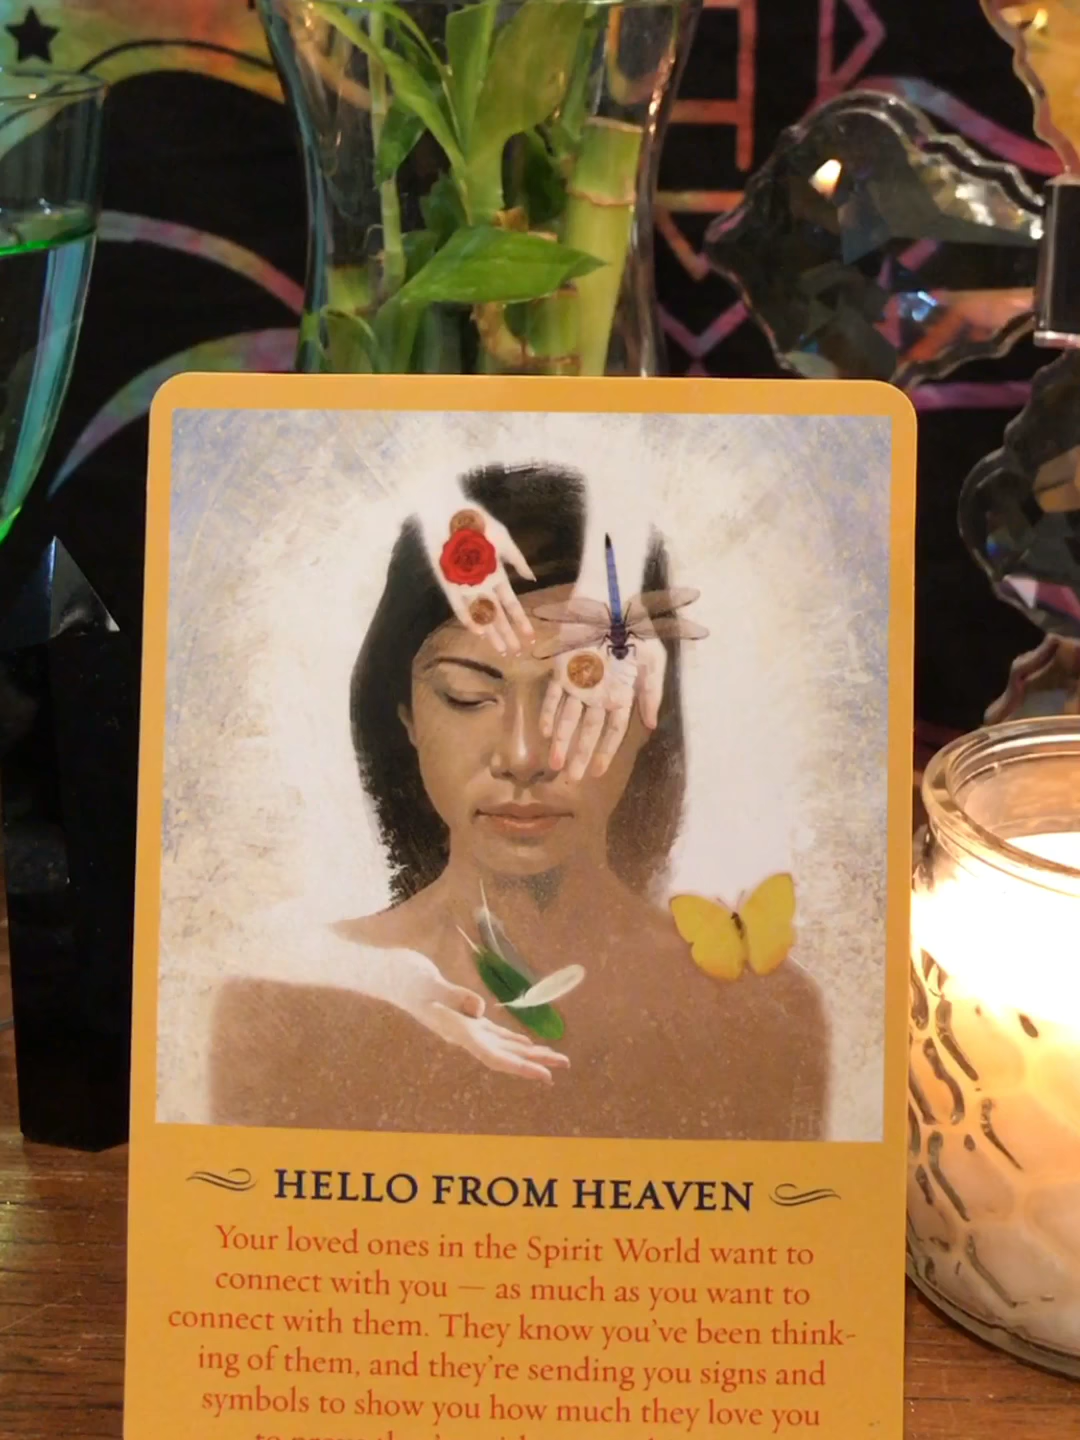 HELLO FROM HEAVEN
Your loved ones in the Spirit World want to
connect with you — as much as you want to
connect with them. They know you've been think-
ing of them, and they're sending you signs and
symbols to show you how much they love you